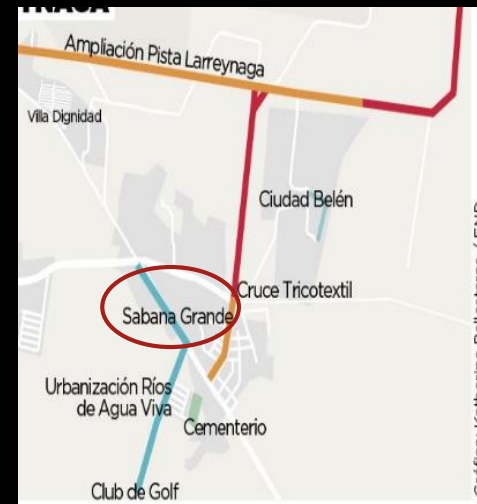 Ampliación Pista Larreynaga
Villa Dignidad
Ciudad Belén
Cruce Tricotextil
Sabana Grande
Urbanización Ríos
de Agua Viva
Cementerio
Club de Golf